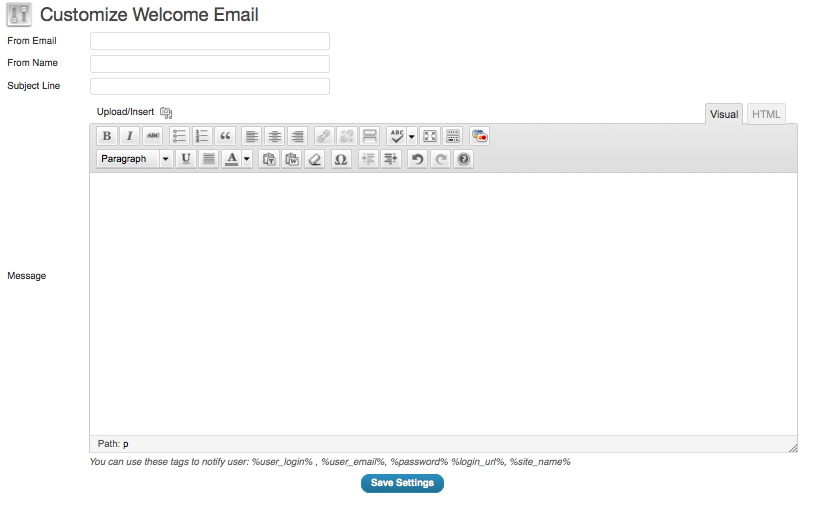 Customize Welcome Email
From Email
From Name
Subject Line
Upload/Insert
Visual HTML
B I ABC ABC
Paragraph U A T W Ω ?
Message
Path: p
You can use these tags to notify user: %user_login% , %user_email%, %password% %login_url%, %site_name%
Save Settings